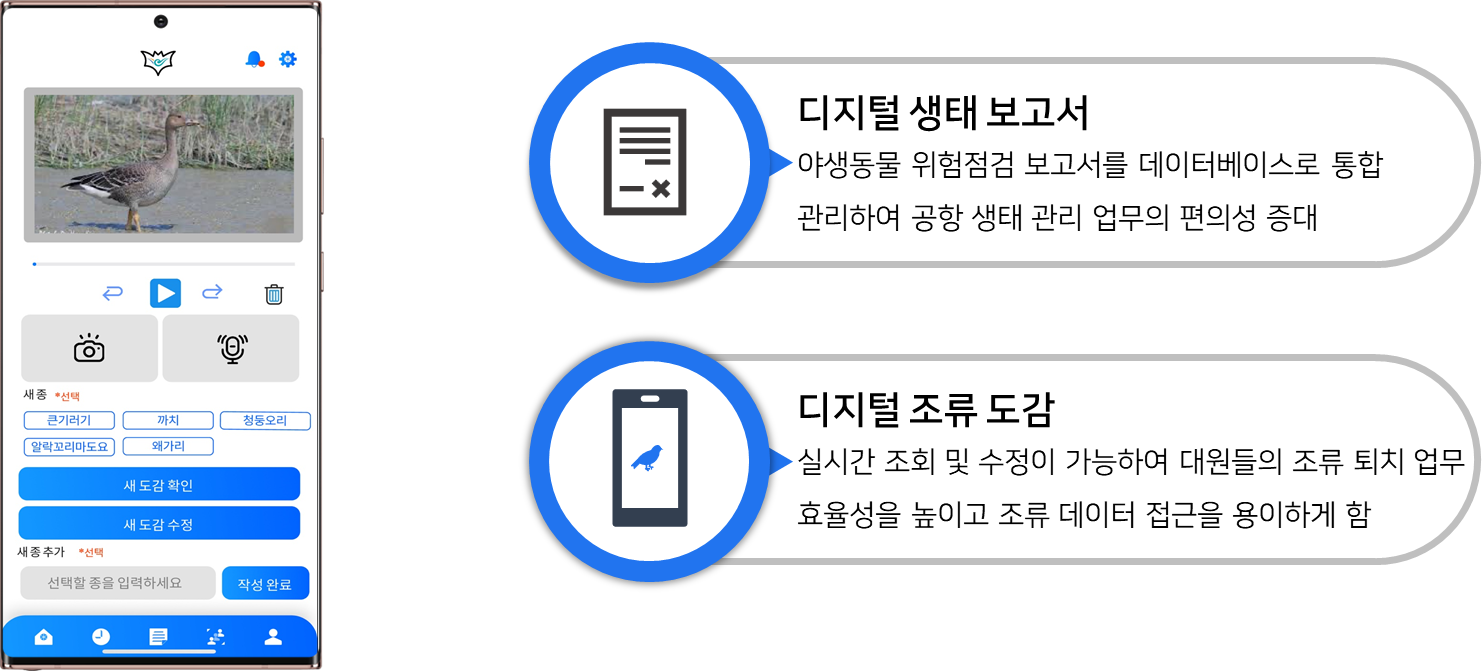 새 종 *선택
큰기러기 까치 청둥오리
알락꼬리마도요 왜가리
새 도감 확인
새 도감 수정
새 종 추가 *선택
선택할 종을 입력하세요 작성 완료
디지털 생태 보고서
야생동물 위험점검 보고서를 데이터베이스로 통합
관리하여 공항 생태 관리 업무의 편의성 증대
디지털 조류 도감
실시간 조회 및 수정이 가능하여 대원들의 조류 퇴치 업무
효율성을 높이고 조류 데이터 접근을 용이하게 함